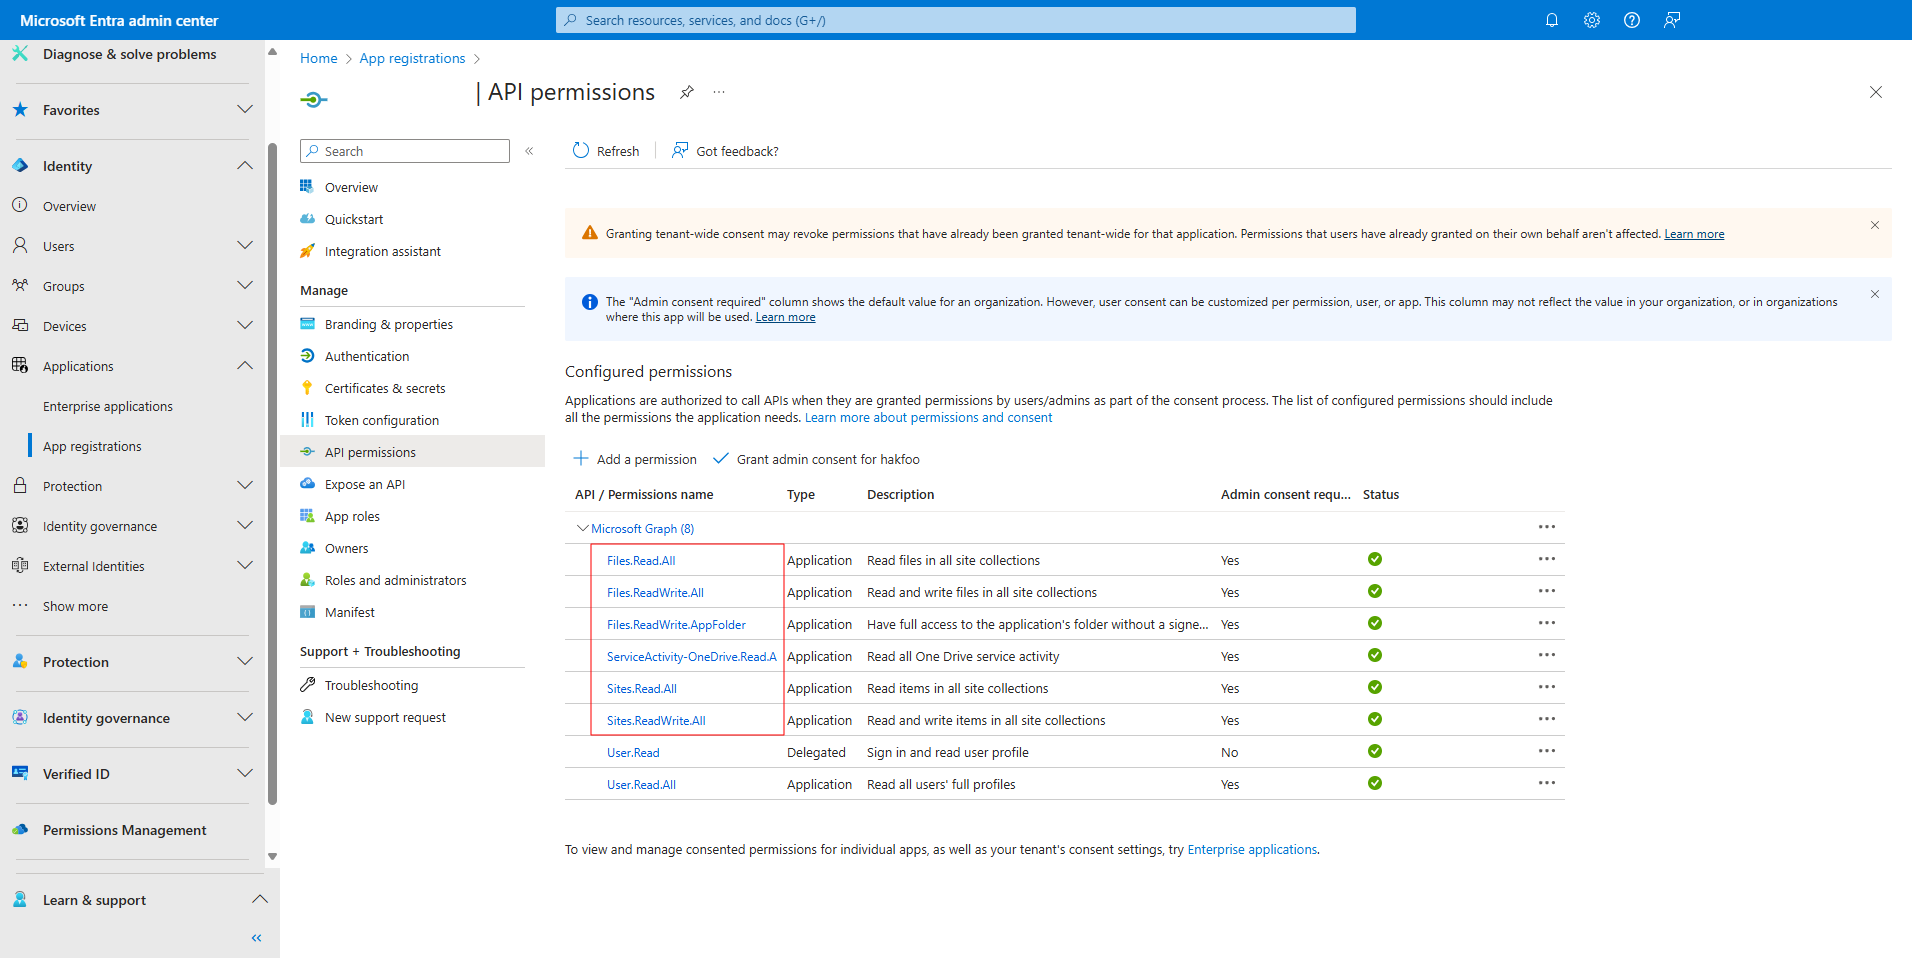 Microsoft Entra admin center
Search resources, services, and docs (G+/)
Diagnose & solve problems
Favorites
Identity
Overview
Users
Groups
Devices
Applications
Enterprise applications
App registrations
Protection
Identity governance
External Identities
Show more
Protection
Identity governance
Verified ID
Permissions Management
Learn & support
Home > App registrations >
| API permissions
Search
Overview
Quickstart
Integration assistant
Manage
Branding & properties
Authentication
Certificates & secrets
Token configuration
API permissions
Expose an API
App roles
Owners
Roles and administrators
Manifest
Support + Troubleshooting
Troubleshooting
New support request
Refresh Got feedback?
Granting tenant-wide consent may revoke permissions that have already been granted tenant-wide for that application. Permissions that users have already granted on their own behalf aren't affected. Learn more
The "Admin consent required" column shows the default value for an organization. However, user consent can be customized per permission, user, or app. This column may not reflect the value in your organization, or in organizations
where this app will be used. Learn more
Configured permissions
Applications are authorized to call APIs when they are granted permissions by users/admins as part of the consent process. The list of configured permissions should include
all the permissions the application needs. Learn more about permissions and consent
Add a permission Grant admin consent for hakfoo
API / Permissions name Type Description Admin consent requ... Status
Microsoft Graph (8)
Files.Read.All Application Read files in all site collections Yes
Files.ReadWrite.All Application Read and write files in all site collections Yes
Files.ReadWrite.AppFolder Application Have full access to the application's folder without a signe... Yes
ServiceActivity-OneDrive.Read.A Application Read all One Drive service activity Yes
Sites.Read.All Application Read items in all site collections Yes
Sites.ReadWrite.All Application Read and write items in all site collections Yes
User.Read Delegated Sign in and read user profile No
User.Read.All Application Read all users' full profiles Yes
To view and manage consented permissions for individual apps, as well as your tenant's consent settings, try Enterprise applications.